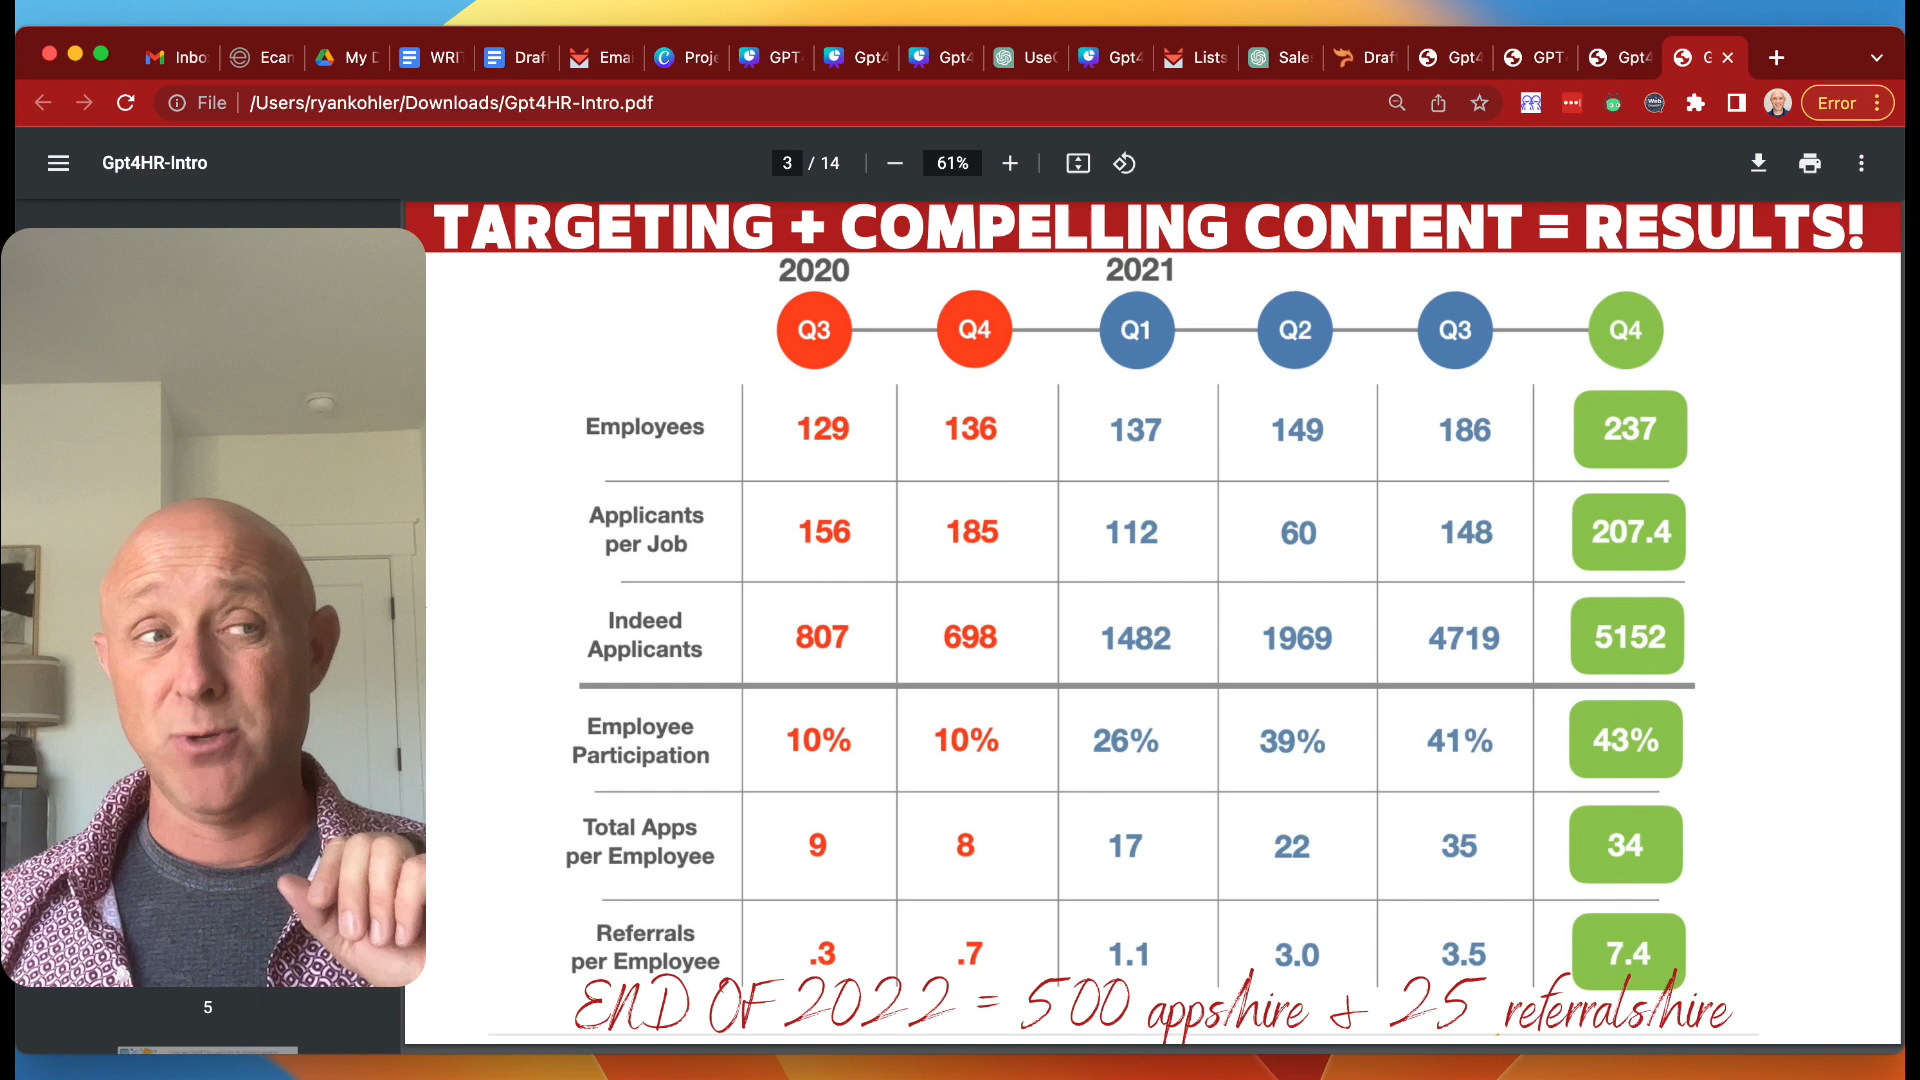 Inbo
Ecan
My D
WRI
Draf
Emai
Proje
GPT
Gpt4
Gpt4
UseC
Gpt4
Lists
Sale
Draf
Gpt4
GPT
Gpt4
G
File
/Users/ryankohler/Downloads/Gpt4HR-Intro.pdf
Error
Gpt4HR-Intro
3 / 14
61%
TARGETING + COMPELLING CONTENT = RESULTS!
2020 2021
Q3 Q4 Q1 Q2 Q3 Q4
Employees 129 136 137 149 186 237
Applicants
per Job 156 185 112 60 148 207.4
Indeed
Applicants 807 698 1482 1969 4719 5152
Employee
Participation 10% 10% 26% 39% 41% 43%
Total Apps
per Employee 9 8 17 22 35 34
Referrals
per Employee .3 .7 1.1 3.0 3.5 7.4
END OF 2022 = 500 apps/hire + 25 referrals/hire
5